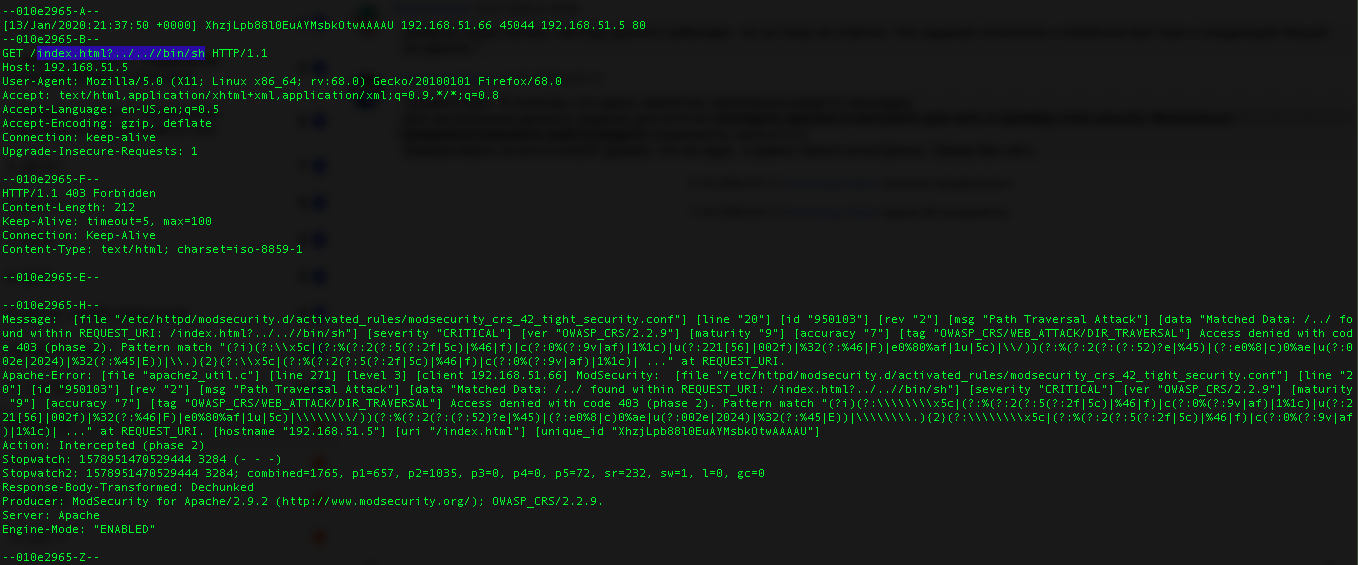 --010e2965-A--
[13/Jan/2020:21:37:50 +0000] XhzjLpb88l0EuAYMsbkOtwAAAAU 192.168.51.66 45044 192.168.51.5 80
--010e2965-B--
GET /index.html?../..//bin/sh HTTP/1.1
Host: 192.168.51.5
User-Agent: Mozilla/5.0 (X11; Linux x86_64; rv:68.0) Gecko/20100101 Firefox/68.0
Accept: text/html,application/xhtml+xml,application/xml;q=0.9,*/*;q=0.8
Accept-Language: en-US,en;q=0.5
Accept-Encoding: gzip, deflate
Connection: keep-alive
Upgrade-Insecure-Requests: 1
--010e2965-F--
HTTP/1.1 403 Forbidden
Content-Length: 212
Keep-Alive: timeout=5, max=100
Connection: Keep-Alive
Content-Type: text/html; charset=iso-8859-1
--010e2965-E--
--010e2965-H--
Message:  [file "/etc/httpd/modsecurity.d/activated_rules/modsecurity_crs_42_tight_security.conf"] [line "20"] [id "950103"] [rev "2"] [msg "Path Traversal Attack"] [data "Matched Data: /../ fo
und within REQUEST_URI: /index.html?../..//bin/sh"] [severity "CRITICAL"] [ver "OWASP_CRS/2.2.9"] [maturity "9"] [accuracy "7"] [tag "OWASP_CRS/WEB_ATTACK/DIR_TRAVERSAL"] Access denied with cod
e 403 (phase 2). Pattern match "(?i)(?:\\x5c|(?:%(?:2(?:5(?:2f|5c)|%46|f)|c(?:0%(?:9v|af)|1%1c)|u(?:221[56]|002f)|%32(?:%46|F)|e0%80%af|1u|5c)|\\/))(?:%(?:2(?:(?:52)?e|%45)|(?:e0%8|c)0%ae|u(?:0
02e|2024)|%32(?:%45|E))|\\.){2}(?:\\x5c|(?:%(?:2(?:5(?:2f|5c)|%46|f)|c(?:0%(?:9v|af)|1%1c)| ..." at REQUEST_URI.
Apache-Error: [file "apache2_util.c"] [line 271] [level 3] [client 192.168.51.66] ModSecurity:  [file "/etc/httpd/modsecurity.d/activated_rules/modsecurity_crs_42_tight_security.conf"] [line "2
0"] [id "950103"] [rev "2"] [msg "Path Traversal Attack"] [data "Matched Data: /../ found within REQUEST_URI: /index.html?../..//bin/sh"] [severity "CRITICAL"] [ver "OWASP_CRS/2.2.9"] [maturity
 "9"] [accuracy "7"] [tag "OWASP_CRS/WEB_ATTACK/DIR_TRAVERSAL"] Access denied with code 403 (phase 2). Pattern match "(?i)(?:\\\\\\\\x5c|(?:%(?:2(?:5(?:2f|5c)|%46|f)|c(?:0%(?:9v|af)|1%1c)|u(?:2
21[56]|002f)|%32(?:%46|F)|e0%80%af|1u|5c)|\\\\\\\\/))(?:%(?:2(?:(?:52)?e|%45)|(?:e0%8|c)0%ae|u(?:002e|2024)|%32(?:%45|E))|\\\\\\\\.){2}(?:\\\\\\\\x5c|(?:%(?:2(?:5(?:2f|5c)|%46|f)|c(?:0%(?:9v|af
)|1%1c)| ..." at REQUEST_URI. [hostname "192.168.51.5"] [uri "/index.html"] [unique_id "XhzjLpb88l0EuAYMsbkOtwAAAAU"]
Action: Intercepted (phase 2)
Stopwatch: 1578951470529444 3284 (- - -)
Stopwatch2: 1578951470529444 3284; combined=1765, p1=657, p2=1035, p3=0, p4=0, p5=72, sr=232, sw=1, l=0, gc=0
Response-Body-Transformed: Dechunked
Producer: ModSecurity for Apache/2.9.2 (http://www.modsecurity.org/); OWASP_CRS/2.2.9.
Server: Apache
Engine-Mode: "ENABLED"
--010e2965-Z--